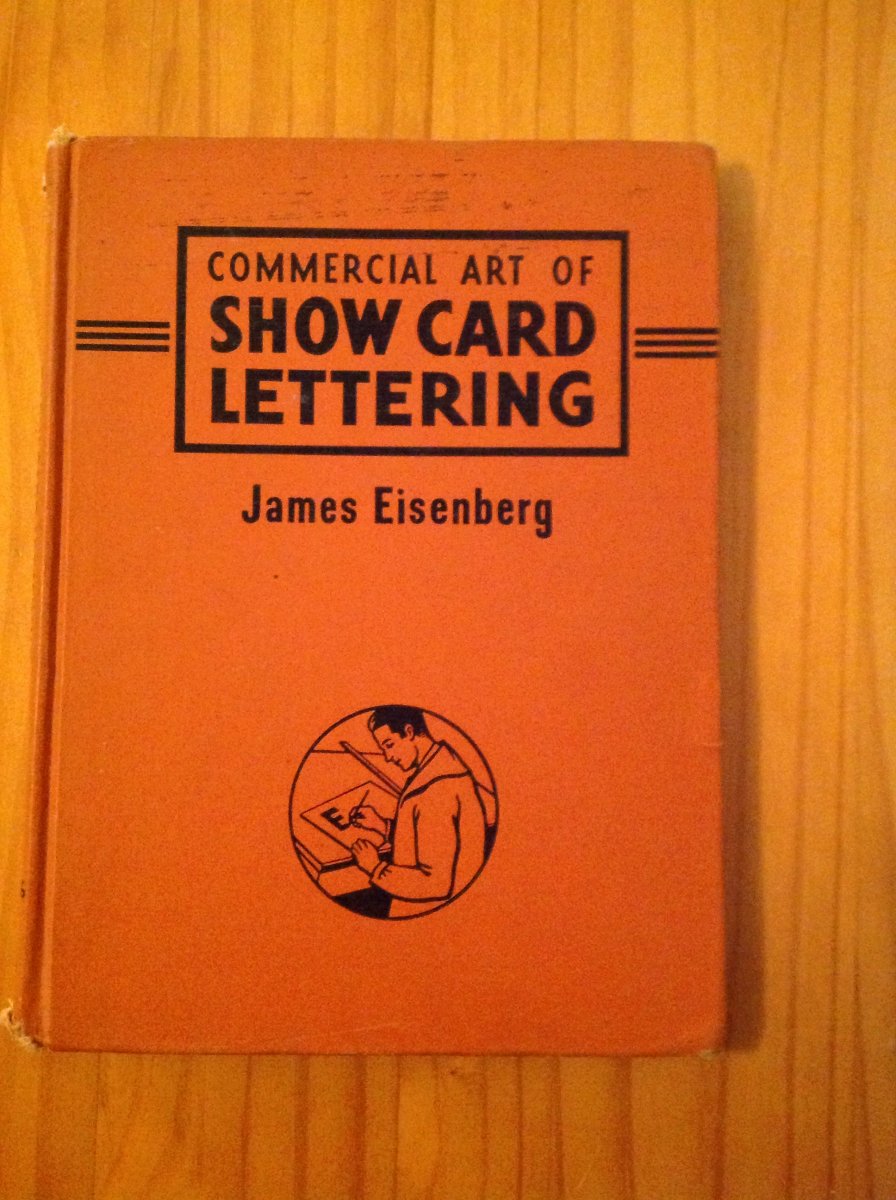 COMMERCIAL ART OF
SHOW CARD
LETTERING
James Eisenberg
E